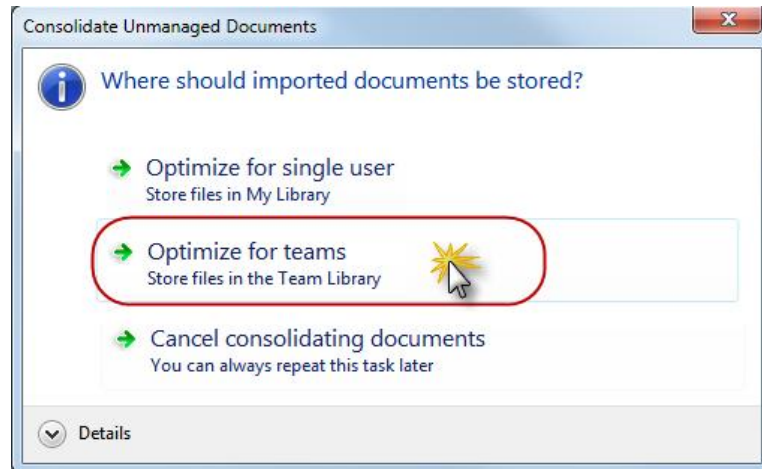 Consolidate Unmanaged Documents
Where should imported documents be stored?
Optimize for single user
Store files in My Library
Optimize for teams
Store files in the Team Library
Cancel consolidating documents
You can always repeat this task later
Details